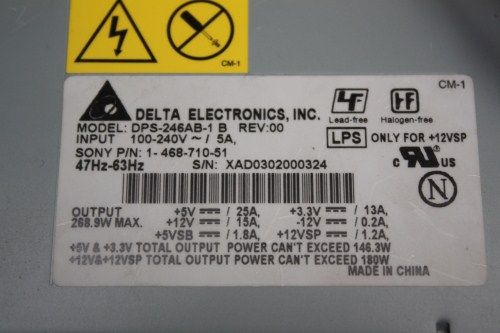 CM-1
CM-1
DELTA ELECTRONICS, INC.
LF Lead-free HF Halogen-free
MODEL: DPS-246AB-1 B REV:00
INPUT 100-240V ~ / 5A,
LPS ONLY FOR +12VSP
SONY P/N: 1- 468-710-51
47Hz-63Hz S/N: XAD0302000324
C RU US
N
OUTPUT +5V / 25A, +3.3V / 13A
268.9W MAX. +12V / 15A, -12V / 0.2A
+5VSB / 1.8A, +12VSP / 1.2A,
+5V & +3.3V TOTAL OUTPUT POWER CAN'T EXCEED 146.3W
+12V&+12VSP TOTAL OUTPUT POWER CAN'T EXCEED 180W
MADE IN CHINA